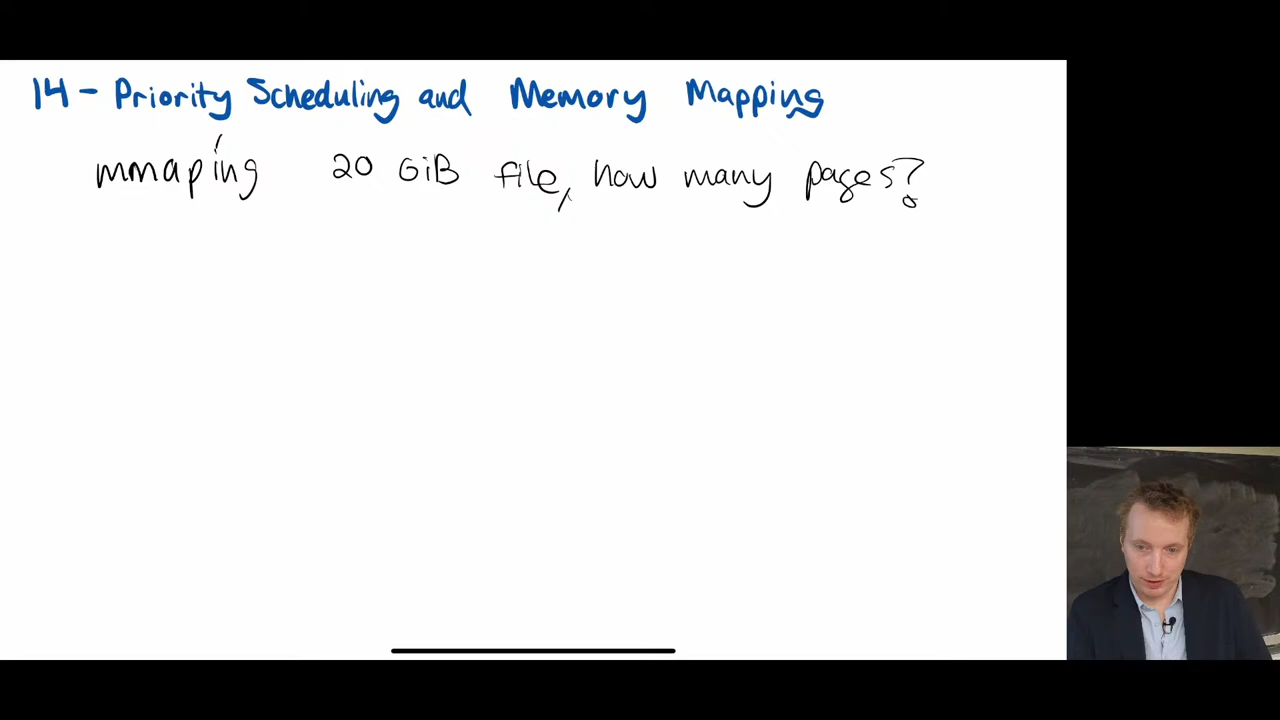 14 - Priority Scheduling and Memory Mapping
mmaping 20 GiB file, how many pages?